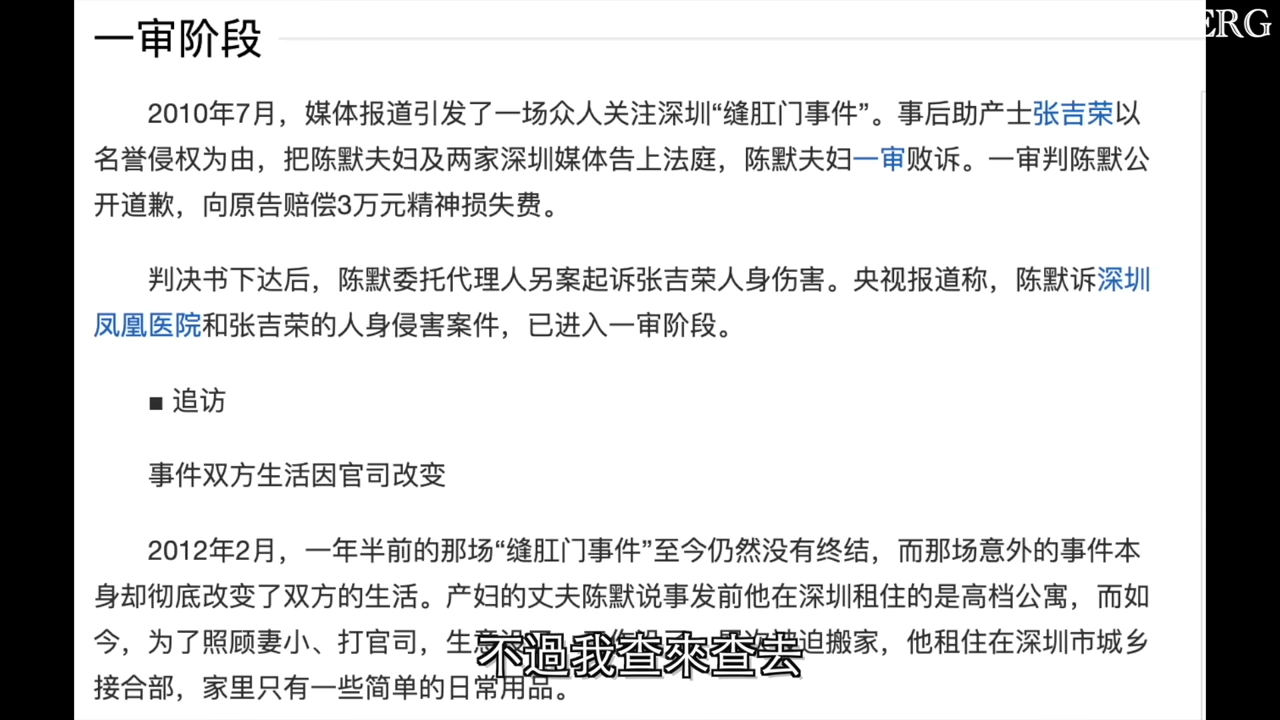 ERG
一审阶段
2010年7月，媒体报道引发了一场众人关注深圳“缝肛门事件”。事后助产士张吉荣以
名誉侵权为由，把陈默夫妇及两家深圳媒体告上法庭，陈默夫妇一审败诉。一审判陈默公
开道歉，向原告赔偿3万元精神损失费。
判决书下达后，陈默委托代理人另案起诉张吉荣人身伤害。央视报道称，陈默诉深圳
凤凰医院和张吉荣的人身侵害案件，已进入一审阶段。
■ 追访
事件双方生活因官司改变
2012年2月，一年半前的那场“缝肛门事件”至今仍然没有终结，而那场意外的事件本
身却彻底改变了双方的生活。产妇的丈夫陈默说事发前他在深圳租住的是高档公寓，而如
今，为了照顾妻小、打官司，生意 迫搬家，他租住在深圳市城乡
不過我查來查去
接合部，家里只有一些简单的日常用品。